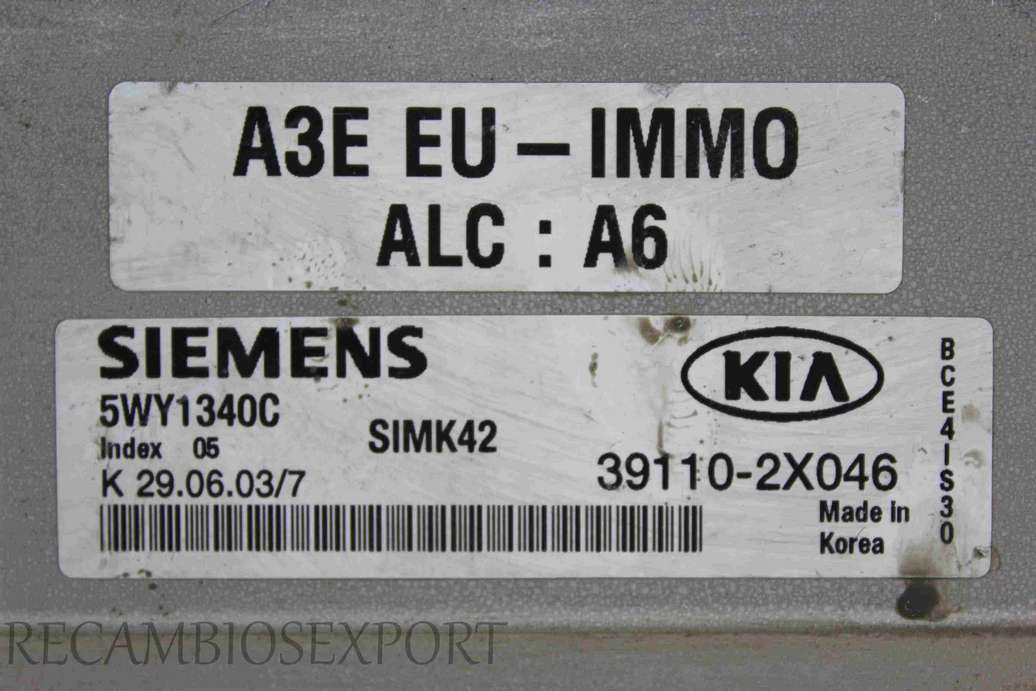 A3E EU – IMMO
ALC : A6
SIEMENS
5WY1340C
Index 05
SIMK42
K 29.06.03/7
KIA
39110-2X046
Made in
Korea
BCE4IS30
RECAMBIOSEXPORT